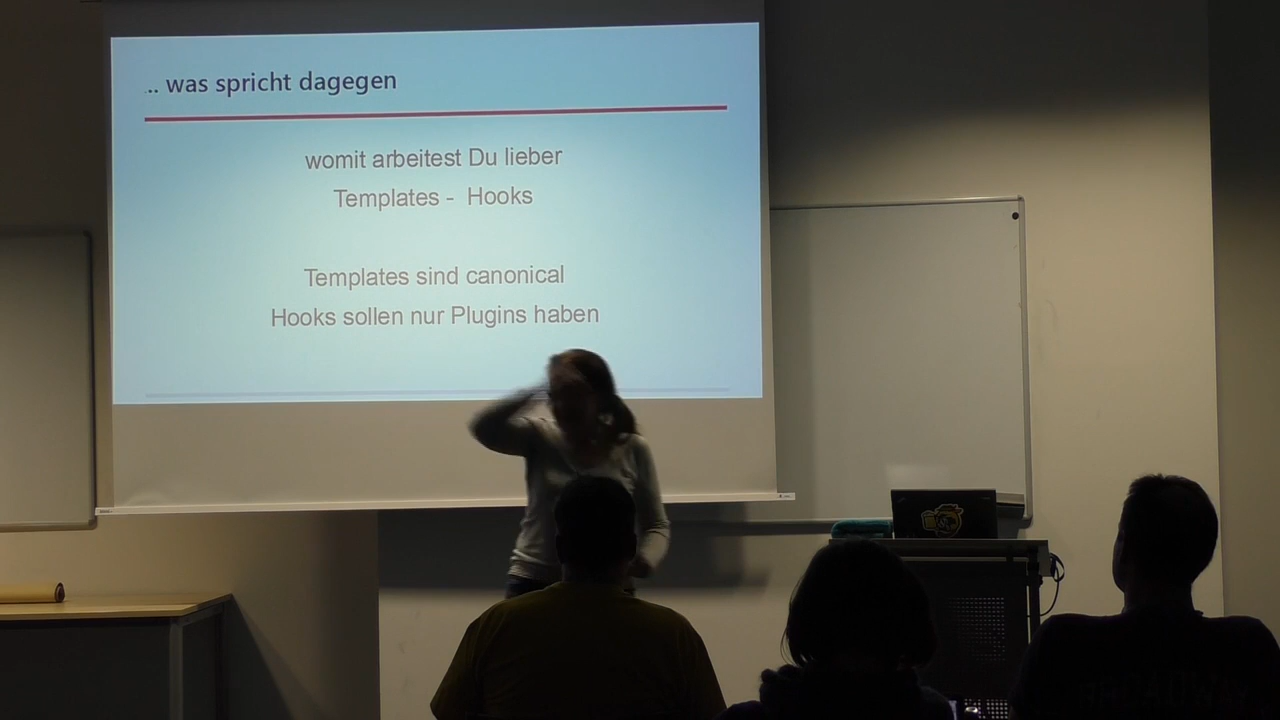 ... was spricht dagegen
womit arbeitest Du lieber
Templates - Hooks
Templates sind canonical
Hooks sollen nur Plugins haben